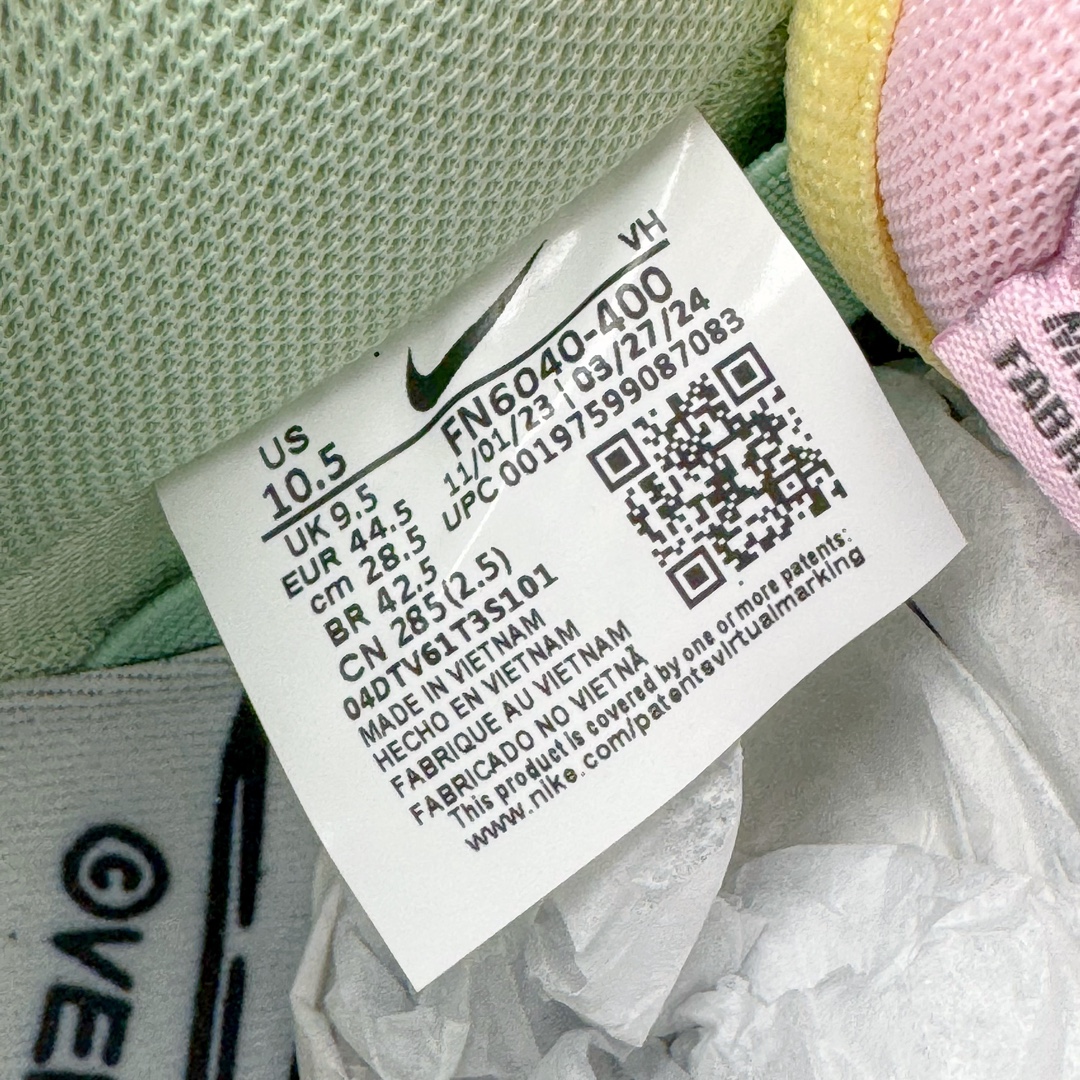 VH
US
10.5
FN6040-400
11/01/23 | 03/27/24
UPC 00197599087083
UK 9.5
EUR 44.5
cm 28.5
BR 42.5
CN 285(2.5)
04DTV61T3S101
MADE IN VIETNAM
HECHO EN VIETNAM
FABRIQUE AU VIETNAM
FABRICADO NO VIETNÃ
This product is covered by one or more patents:
www.nike.com/patentsvirtualmarking
©VE
FABR